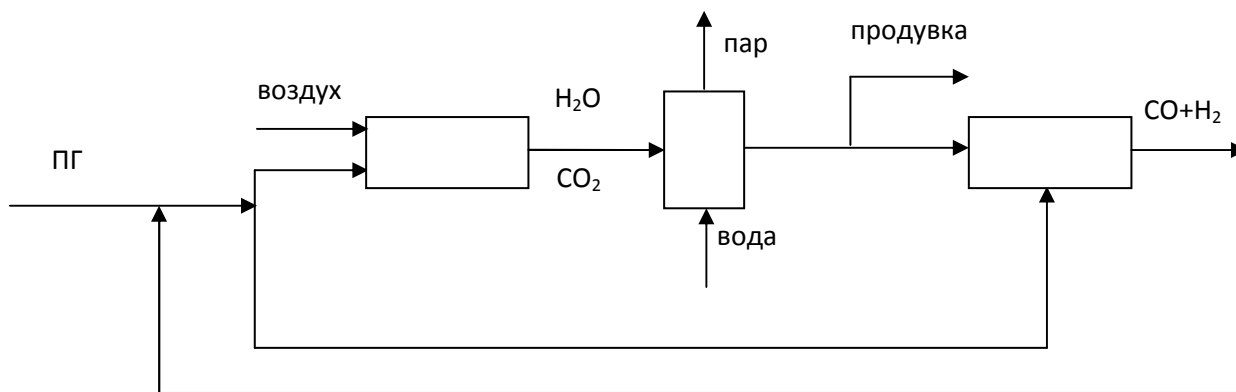 пар
продувка
воздух
H₂O
CO+H₂
ПГ
CO₂
вода